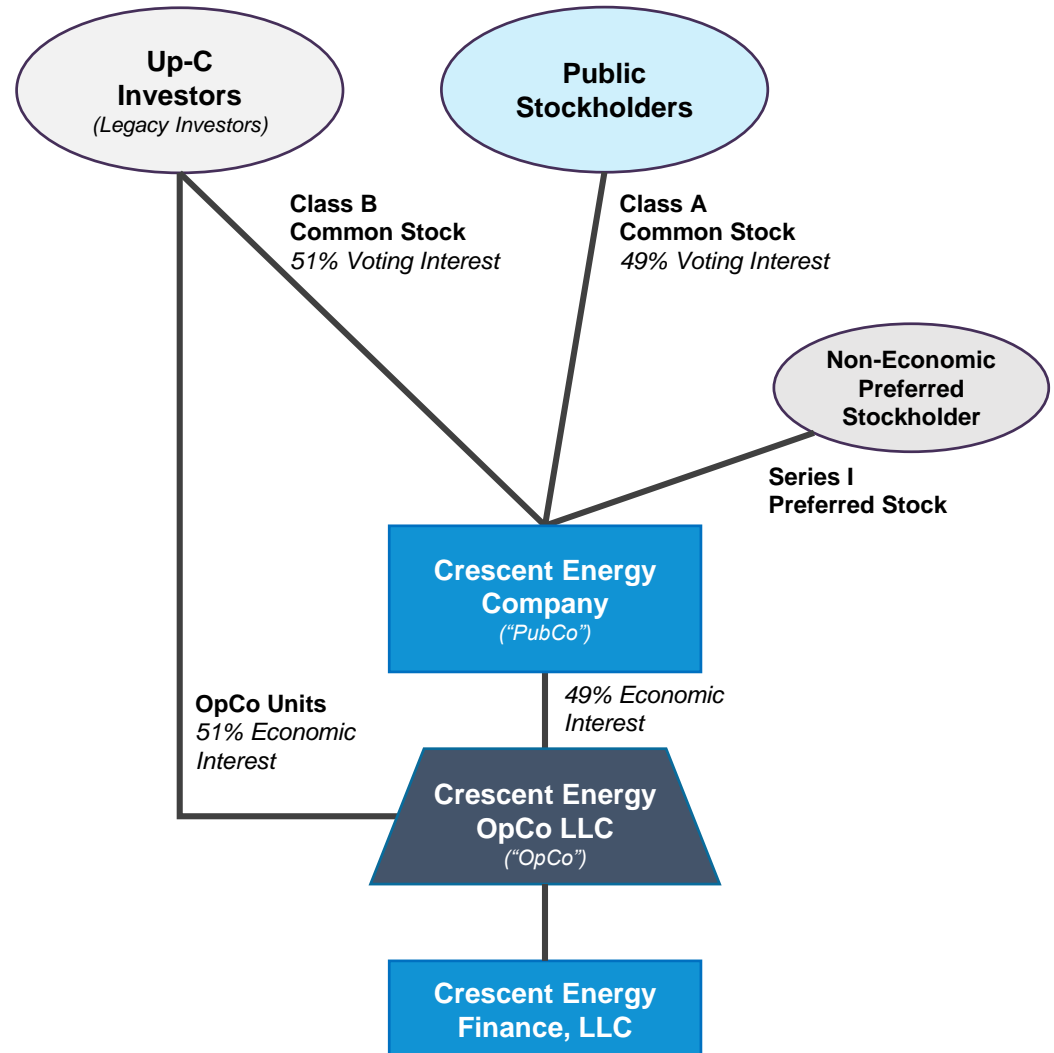 Up-C
Investors
(Legacy Investors)
Public
Stockholders
Class B
Common Stock
51% Voting Interest
Class A
Common Stock
49% Voting Interest
Non-Economic
Preferred
Stockholder
Series I
Preferred Stock
Crescent Energy
Company
(“PubCo”)
OpCo Units
51% Economic
Interest
49% Economic
Interest
Crescent Energy
OpCo LLC
(“OpCo”)
Crescent Energy
Finance, LLC